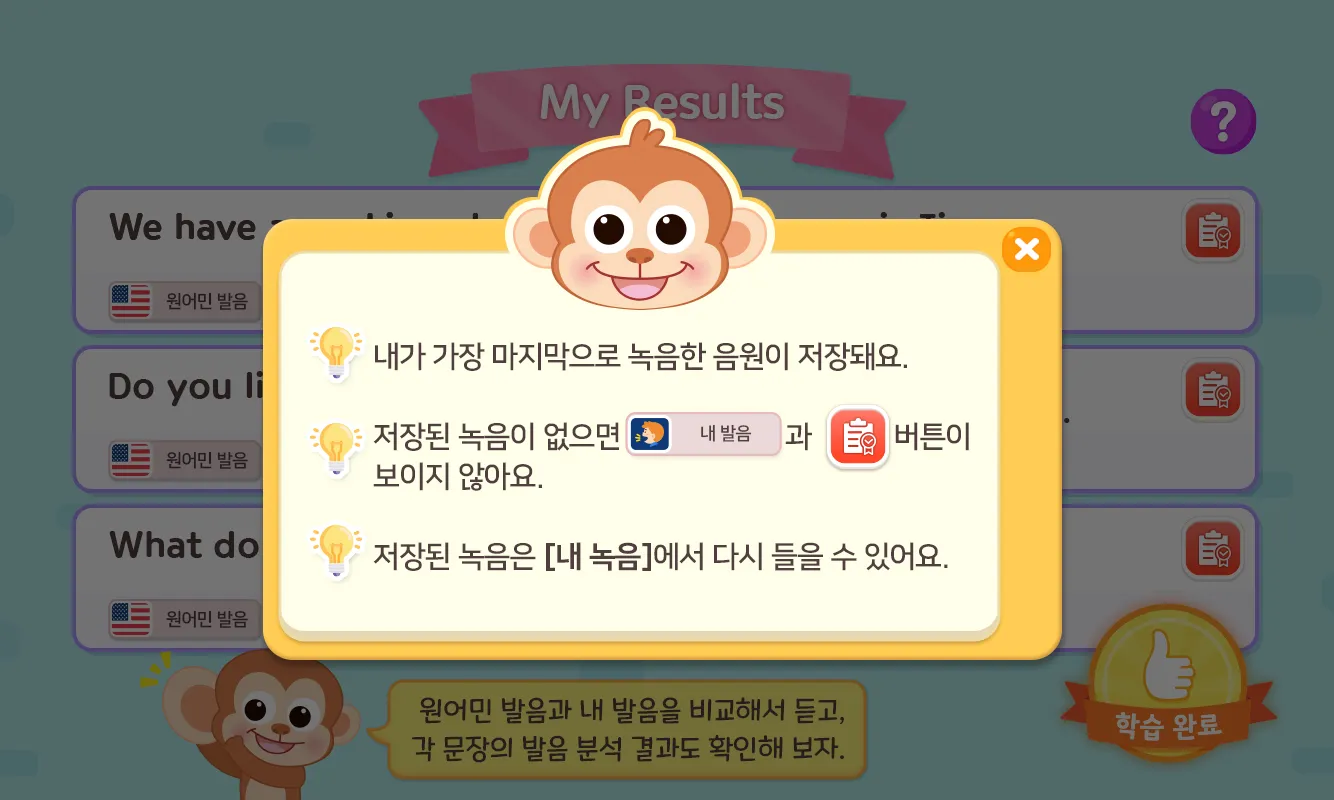 My Results
?
We have
원어민 발음
Do you li
원어민 발음
What do
원어민 발음
내가 가장 마지막으로 녹음한 음원이 저장돼요.
저장된 녹음이 없으면 내 발음 과 버튼이
보이지 않아요.
저장된 녹음은 [내 녹음]에서 다시 들을 수 있어요.
원어민 발음과 내 발음을 비교해서 듣고,
각 문장의 발음 분석 결과도 확인해 보자.
학습 완료